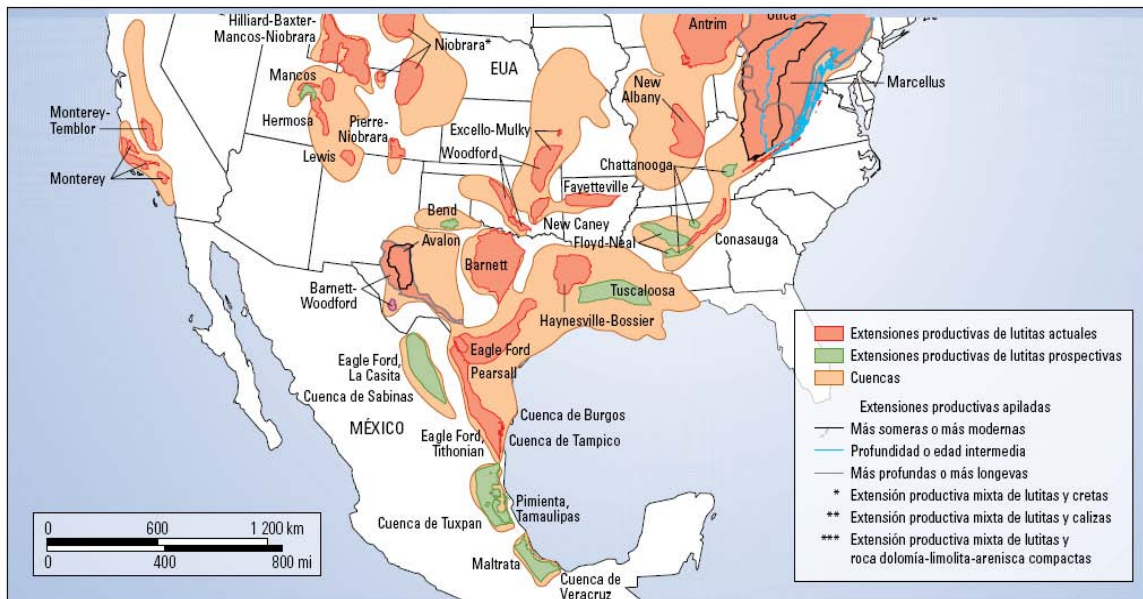 Hilliard-Baxter-
Mancos-Niobrara
Niobrara*
Antrim
Utica
EUA
Marcellus
Mancos
New
Albany
Monterey-
Temblor
Hermosa
Pierre-
Niobrara
Excello-Mulky
Lewis
Woodford
Chattanooga
Monterey
Fayetteville
Bend
New Caney
Floyd-Neal
Conasauga
Avalon
Barnett
Barnett-
Woodford
Tuscaloosa
Haynesville-Bossier
Eagle Ford,
La Casita
Eagle Ford
Pearsall
Cuenca de Sabinas
Cuenca de Burgos
MÉXICO
Eagle Ford,
Tithonian
Cuenca de Tampico
Pimienta,
Tamaulipas
Cuenca de Tuxpan
Maltrata
Cuenca de
Veracruz
Extensiones productivas de lutitas actuales
Extensiones productivas de lutitas prospectivas
Cuencas
Extensiones productivas apiladas
Más someras o más modernas
Profundidad o edad intermedia
Más profundas o más longevas
* Extensión productiva mixta de lutitas y cretas
** Extensión productiva mixta de lutitas y calizas
*** Extensión productiva mixta de lutitas y
roca dolomía-limolita-arenisca compactas
0 600 1 200 km
0 400 800 mi